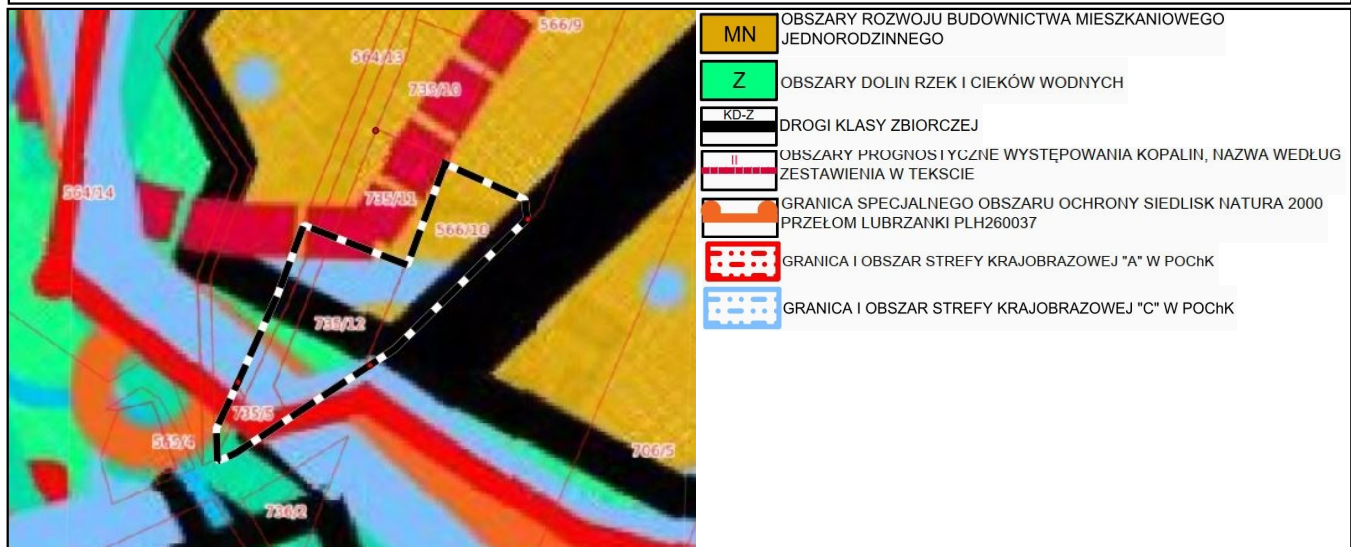 566/9
564/13
735/10
564/14
735/11
566/10
735/12
735/5
565/4
706/5
736/2
MN
OBSZARY ROZWOJU BUDOWNICTWA MIESZKANIOWEGO
JEDNORODZINNEGO
Z
OBSZARY DOLIN RZEK I CIEKÓW WODNYCH
KD-Z
DROGI KLASY ZBIORCZEJ
II
OBSZARY PROGNOSTYCZNE WYSTĘPOWANIA KOPALIN, NAZWA WEDŁUG
ZESTAWIENIA W TEKSCIE
GRANICA SPECJALNEGO OBSZARU OCHRONY SIEDLISK NATURA 2000
PRZEŁOM LUBRZANKI PLH260037
GRANICA I OBSZAR STREFY KRAJOBRAZOWEJ "A" W POChK
GRANICA I OBSZAR STREFY KRAJOBRAZOWEJ "C" W POChK